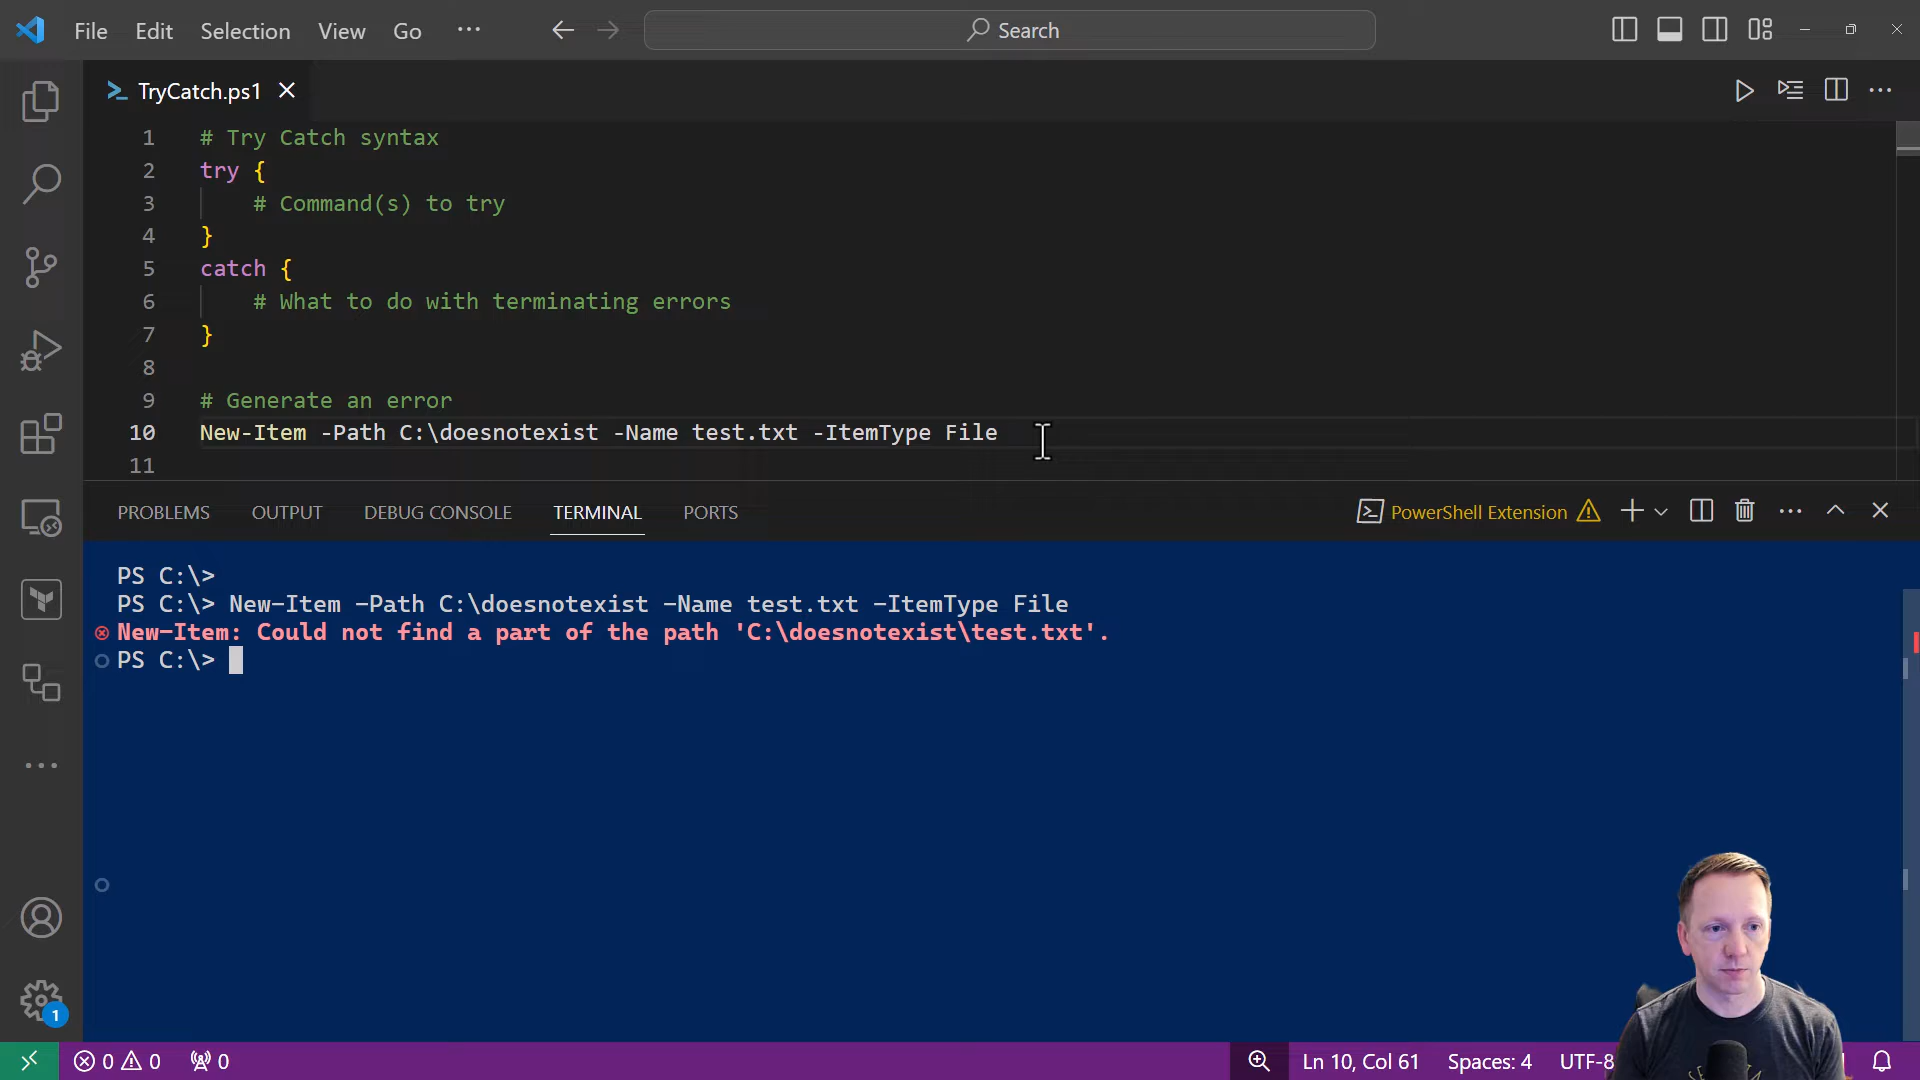 File Edit Selection View Go ··· Search
TryCatch.ps1
1 # Try Catch syntax
2 try {
3 # Command(s) to try
4 }
5 catch {
6 # What to do with terminating errors
7 }
8
9 # Generate an error
10 New-Item -Path C:\doesnotexist -Name test.txt -ItemType File
11
PROBLEMS OUTPUT DEBUG CONSOLE TERMINAL PORTS PowerShell Extension
PS C:\>
PS C:\> New-Item -Path C:\doesnotexist -Name test.txt -ItemType File
New-Item: Could not find a part of the path 'C:\doesnotexist\test.txt'.
PS C:\>
1
0 0 0 Ln 10, Col 61 Spaces: 4 UTF-8